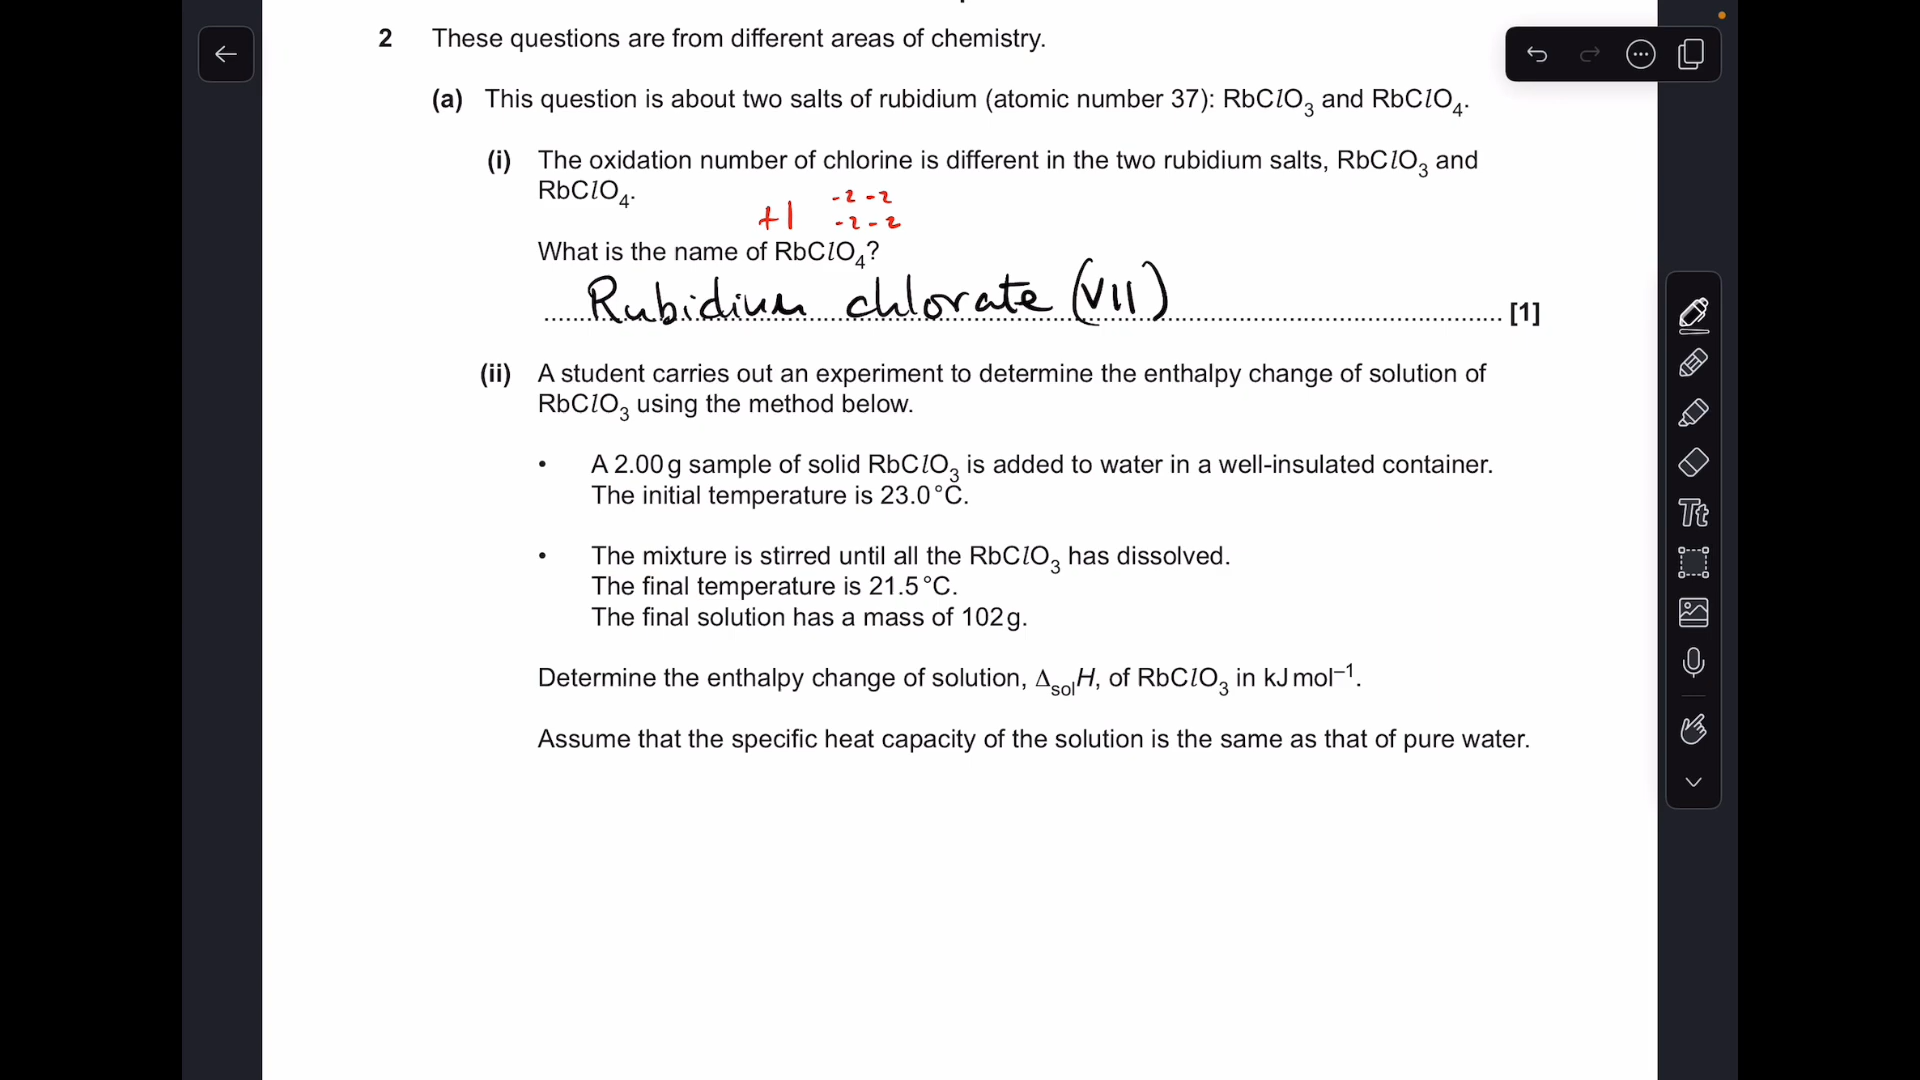 2 These questions are from different areas of chemistry.
(a) This question is about two salts of rubidium (atomic number 37): RbClO₃ and RbClO₄.
(i) The oxidation number of chlorine is different in the two rubidium salts, RbClO₃ and
RbClO₄.
-2 -2
+1 -2 -2
What is the name of RbClO₄?
Rubidium chlorate (VII) [1]
(ii) A student carries out an experiment to determine the enthalpy change of solution of
RbClO₃ using the method below.
• A 2.00 g sample of solid RbClO₃ is added to water in a well-insulated container.
The initial temperature is 23.0 °C.
• The mixture is stirred until all the RbClO₃ has dissolved.
The final temperature is 21.5 °C.
The final solution has a mass of 102 g.
Determine the enthalpy change of solution, ΔsolH, of RbClO₃ in kJ mol⁻¹.
Assume that the specific heat capacity of the solution is the same as that of pure water.
Tt